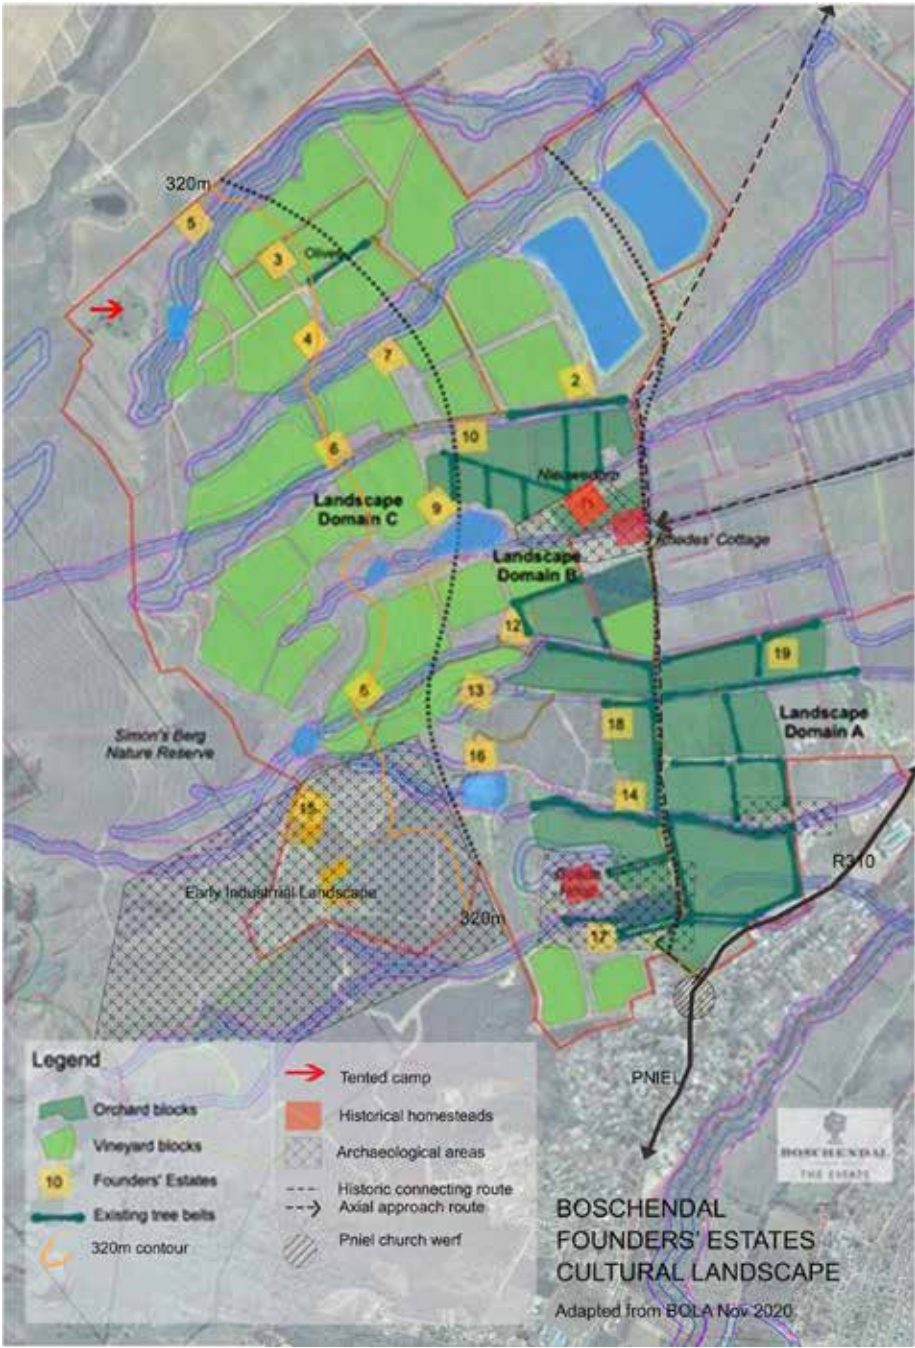 320m
5
3
Olives
4
7
2
6
10
Nieuwedorp
9
Landscape
Domain C
11
Rhodes' Cottage
Landscape
Domain B
12
19
5
13
18
Landscape
Domain A
Simon's Berg
Nature Reserve
16
14
15
R310
Early Industrial Landscape
320m
17
PNIEL
Legend
Orchard blocks
Vineyard blocks
10
Founders' Estates
Existing tree belts
320m contour
Tented camp
Historical homesteads
Archaeological areas
Historic connecting route
Axial approach route
Pniel church werf
BOSCHENDAL
THE ESTATE
BOSCHENDAL
FOUNDERS' ESTATES
CULTURAL LANDSCAPE
Adapted from BOLA Nov 2020